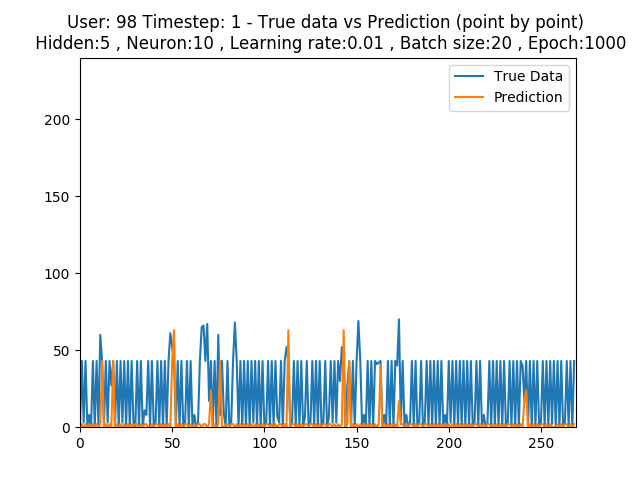 User: 98 Timestep: 1 - True data vs Prediction (point by point)
Hidden:5 , Neuron:10 , Learning rate:0.01 , Batch size:20 , Epoch:1000
True Data
Prediction
200
150
100
50
0
0 50 100 150 200 250